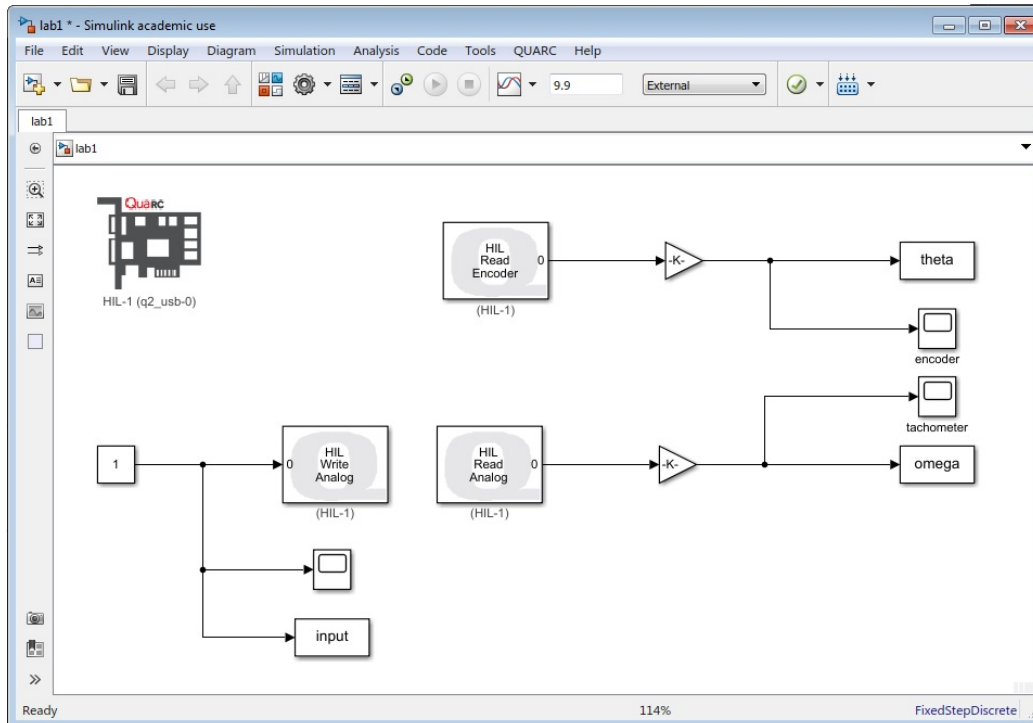 lab1 * - Simulink academic use
File Edit View Display Diagram Simulation Analysis Code Tools QUARC Help
9.9 External
lab1
lab1
QUARC
HIL-1 (q2_usb-0)
HIL
Read
Encoder
0
(HIL-1)
-K-
theta
encoder
tachometer
1
0
HIL
Write
Analog
(HIL-1)
HIL
Read
Analog
0
(HIL-1)
-K-
omega
input
Ready 114% FixedStepDiscrete